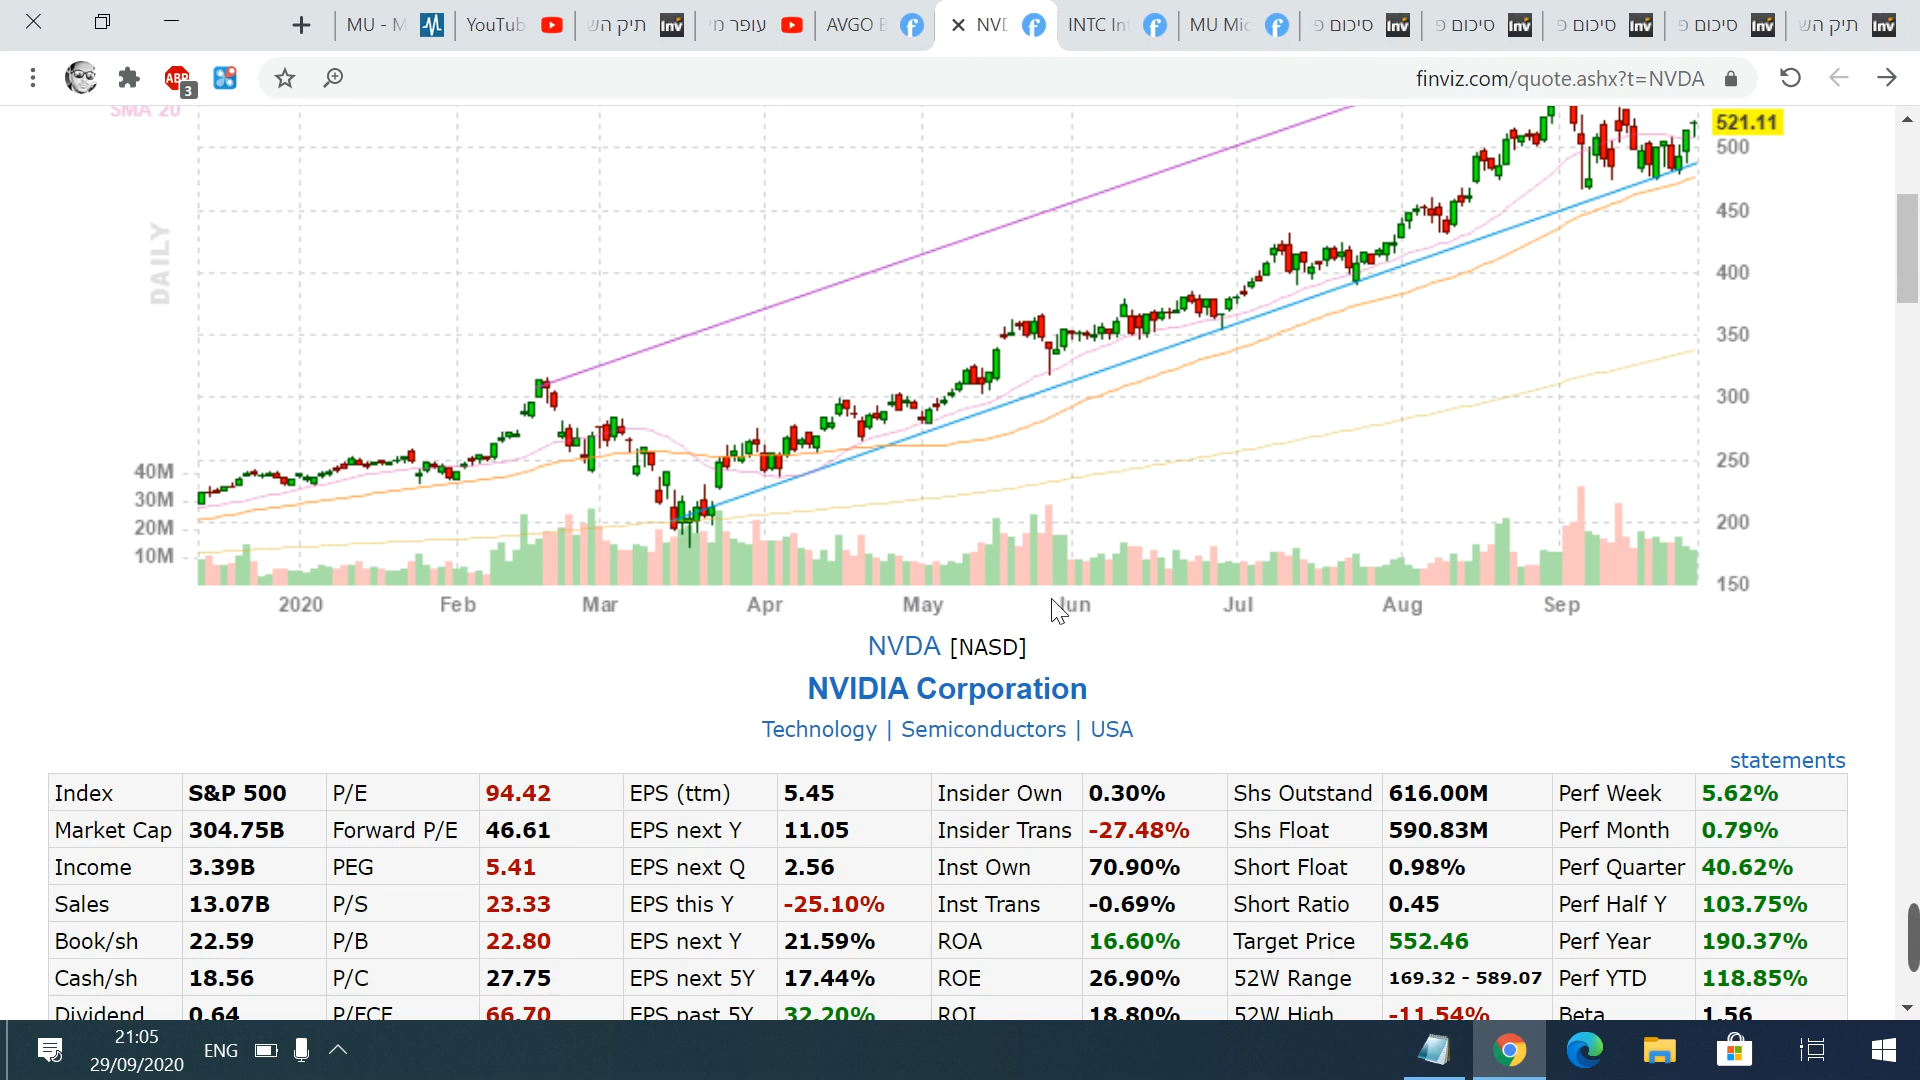 MU - M
YouTub
תיק הש
עופר מי
AVGO B
NVD
INTC In
MU Mic
סיכום פ
סיכום פ
סיכום פ
סיכום פ
תיק הש
ABP 3
finviz.com/quote.ashx?t=NVDA
SMA 20
DAILY
521.11
500
450
400
350
300
250
200
150
40M
30M
20M
10M
2020 Feb Mar Apr May Jun Jul Aug Sep
NVDA [NASD]
NVIDIA Corporation
Technology | Semiconductors | USA
statements
Index S&P 500 P/E 94.42 EPS (ttm) 5.45 Insider Own 0.30% Shs Outstand 616.00M Perf Week 5.62%
Market Cap 304.75B Forward P/E 46.61 EPS next Y 11.05 Insider Trans -27.48% Shs Float 590.83M Perf Month 0.79%
Income 3.39B PEG 5.41 EPS next Q 2.56 Inst Own 70.90% Short Float 0.98% Perf Quarter 40.62%
Sales 13.07B P/S 23.33 EPS this Y -25.10% Inst Trans -0.69% Short Ratio 0.45 Perf Half Y 103.75%
Book/sh 22.59 P/B 22.80 EPS next Y 21.59% ROA 16.60% Target Price 552.46 Perf Year 190.37%
Cash/sh 18.56 P/C 27.75 EPS next 5Y 17.44% ROE 26.90% 52W Range 169.32 - 589.07 Perf YTD 118.85%
Dividend 0.64 P/FCF 66.70 EPS past 5Y 32.20% ROI 18.80% 52W High -11.54% Beta 1.56
21:05
29/09/2020
ENG